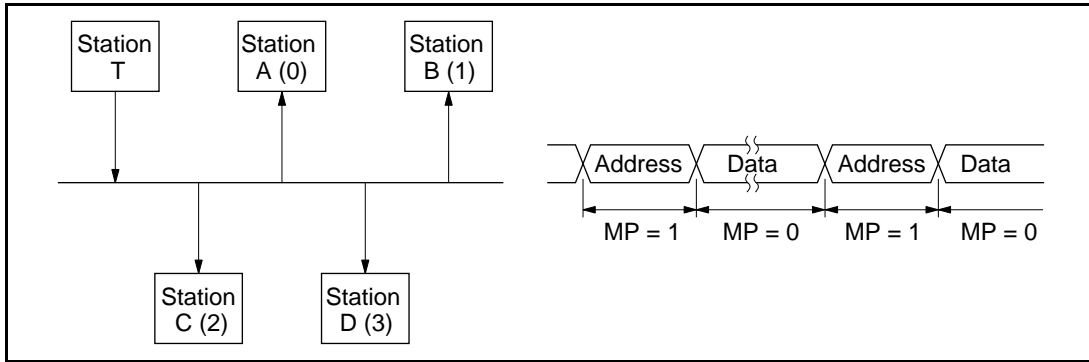 Station
T
Station
A (0)
Station
B (1)
Station
C (2)
Station
D (3)
Address
Data
Address
Data
MP = 1
MP = 0
MP = 1
MP = 0